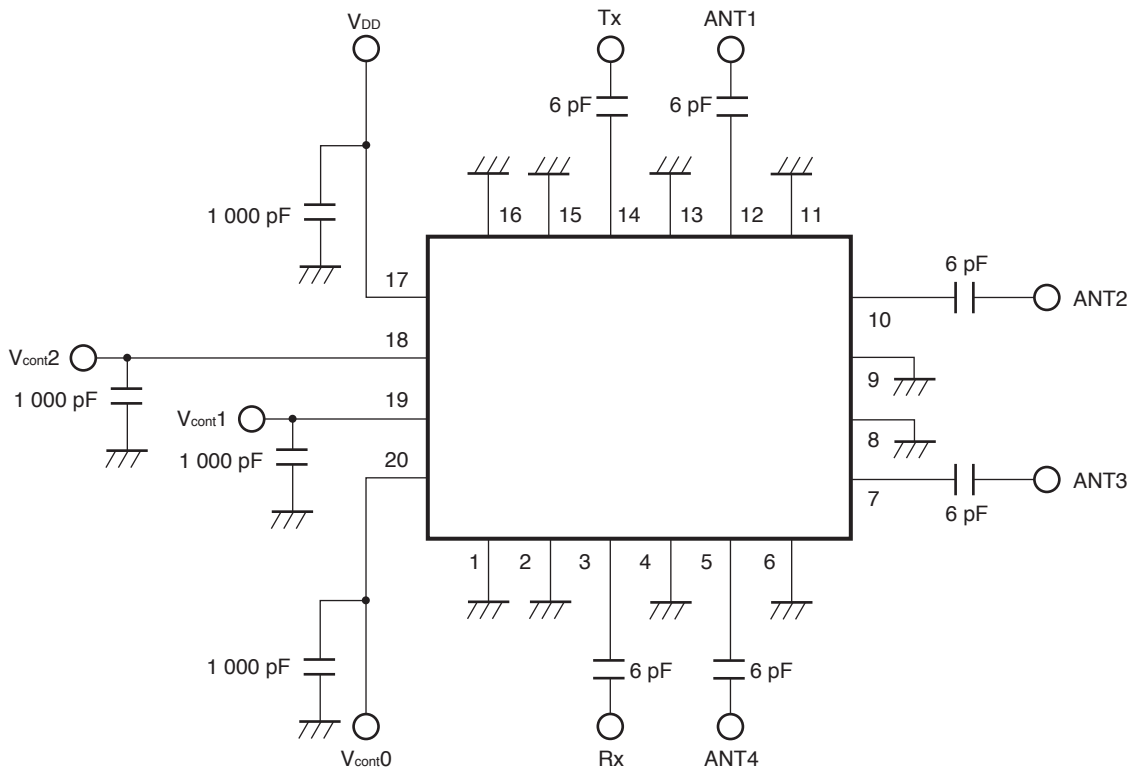 VDD
Tx
ANT1
6 pF
6 pF
1 000 pF
16
15
14
13
12
11
17
6 pF
ANT2
10
18
Vcont2
1 000 pF
9
19
Vcont1
8
1 000 pF
20
7
ANT3
6 pF
1
2
3
4
5
6
1 000 pF
6 pF
6 pF
Vcont0
Rx
ANT4